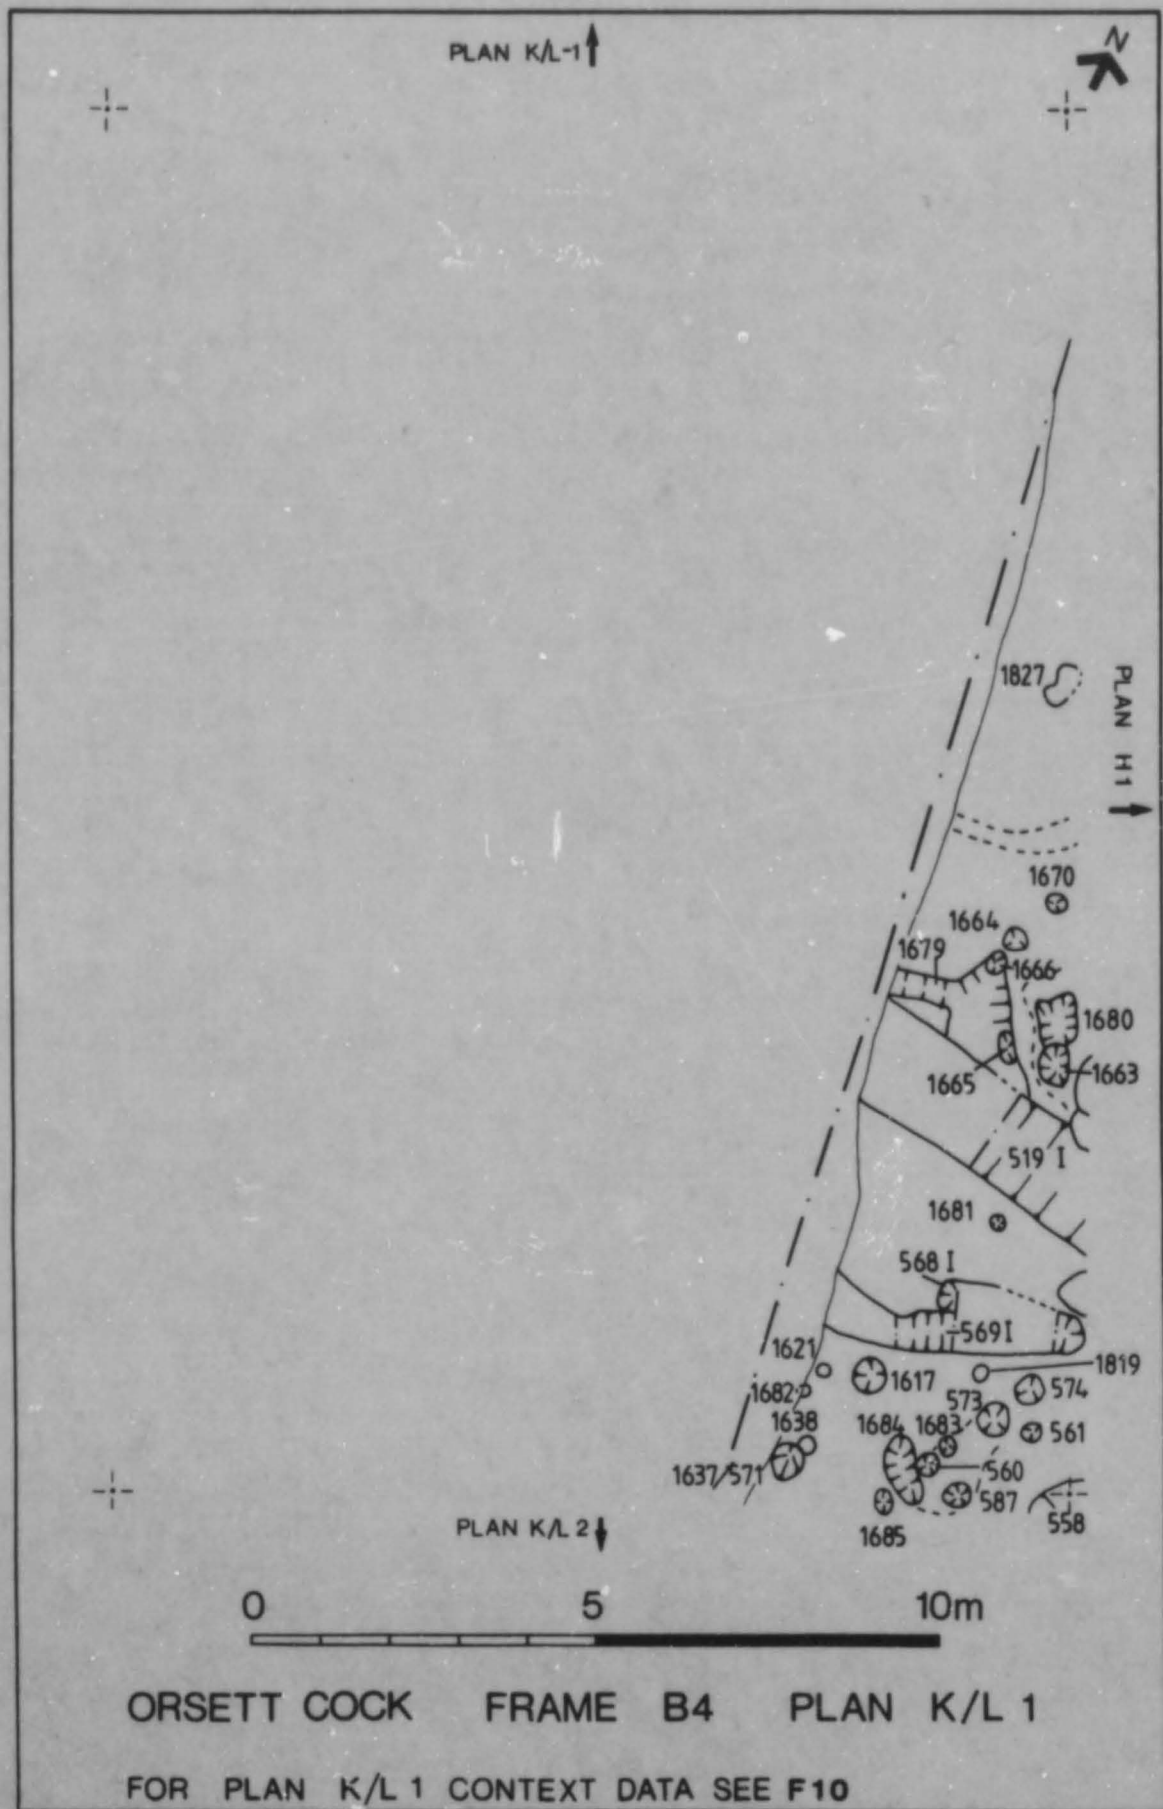 PLAN K/L-1
N
1827
PLAN H1
1670
1664
1679
1666
1680
1665
1663
519 I
1681
568 I
569 I
1621
1819
1617
1682
574
573
1638
1684
1683
561
1637/571
560
587
558
1685
PLAN K/L 2
0 5 10m
ORSETT COCK FRAME B4 PLAN K/L 1
FOR PLAN K/L 1 CONTEXT DATA SEE F10